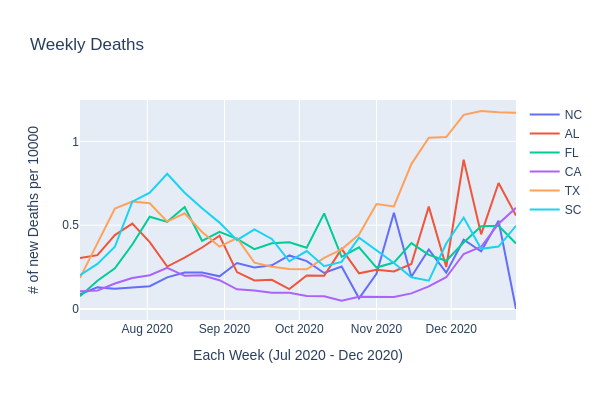 Weekly Deaths
# of new Deaths per 10000
1
0.5
0
Aug 2020 Sep 2020 Oct 2020 Nov 2020 Dec 2020
Each Week (Jul 2020 - Dec 2020)
NC
AL
FL
CA
TX
SC